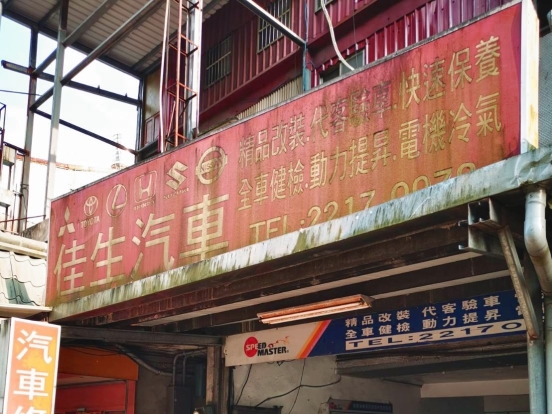 精品改裝.代客驗車.快速保養
全車健檢.動力提昇.電機冷氣
TOYOTA
佳生汽車
TEL:2217
SPEED
MASTER
精品改裝 代客驗車
全車健檢 動力提昇
TEL:22170
汽車